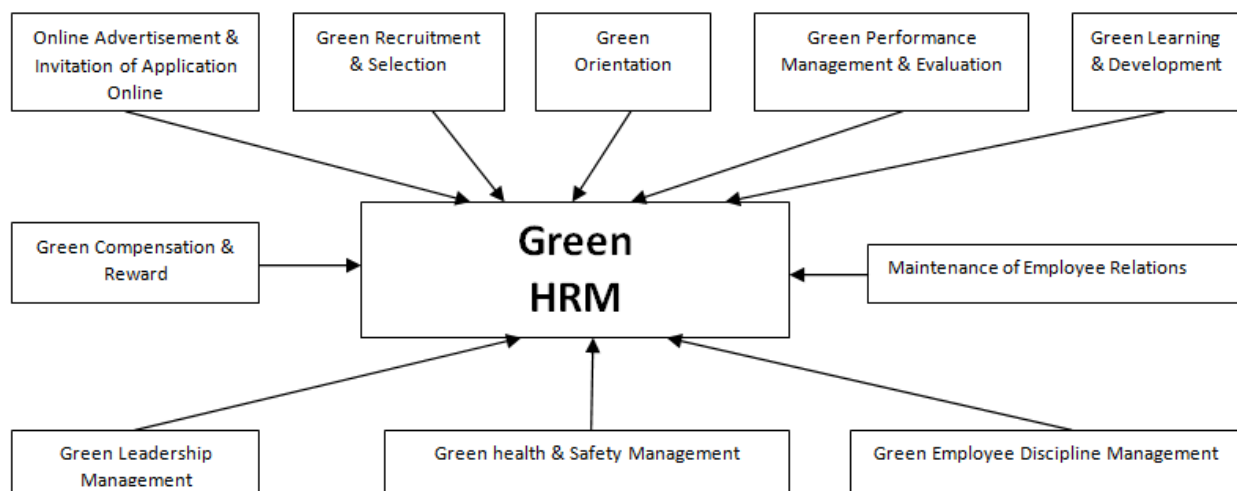 Online Advertisement &
Invitation of Application
Online
Green Recruitment
& Selection
Green
Orientation
Green Performance
Management & Evaluation
Green Learning
& Development
Green Compensation &
Reward
Green
HRM
Maintenance of Employee Relations
Green Leadership
Management
Green health & Safety Management
Green Employee Discipline Management